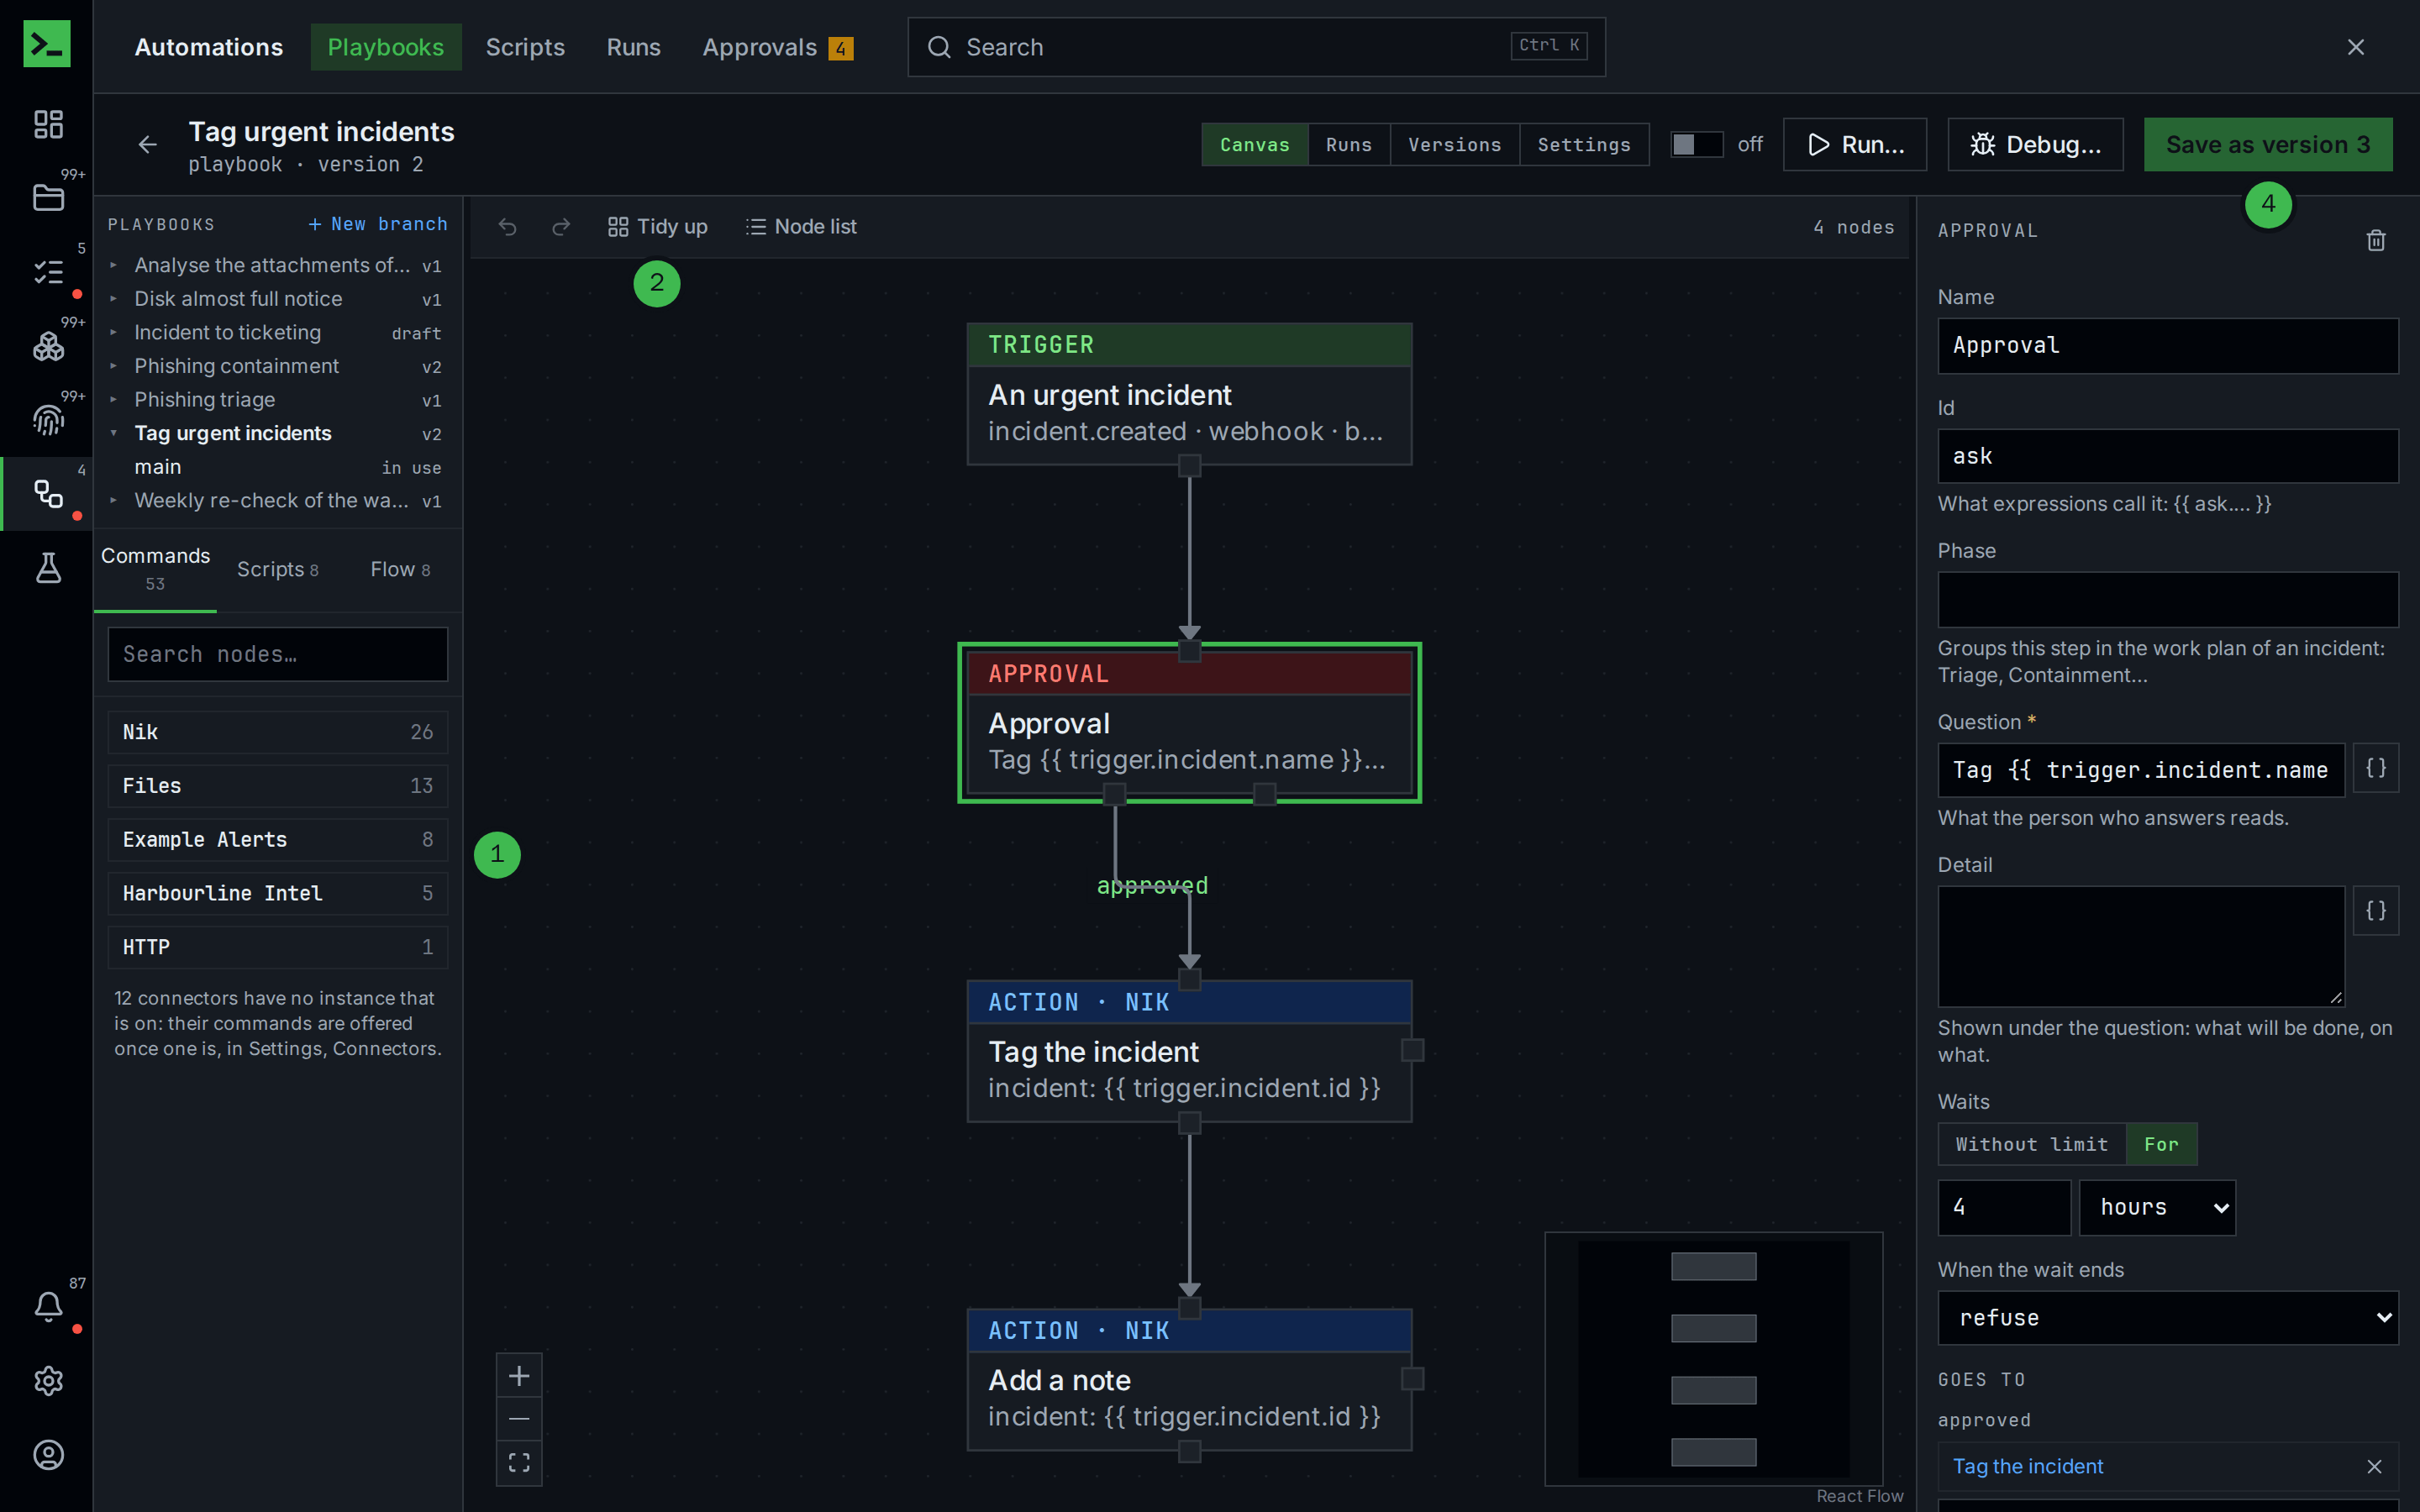 Automations
Playbooks
Scripts
Runs
Approvals 4
Search
Ctrl K
Tag urgent incidents
playbook · version 2
Canvas
Runs
Versions
Settings
off
Run...
Debug...
Save as version 3
4
99+
5
99+
99+
4
87
PLAYBOOKS
+ New branch
Analyse the attachments of... v1
Disk almost full notice v1
Incident to ticketing draft
Phishing containment v2
Phishing triage v1
Tag urgent incidents v2
main in use
Weekly re-check of the wa... v1
Commands 53
Scripts 8
Flow 8
Search nodes…
Nik 26
Files 13
Example Alerts 8
Harbourline Intel 5
HTTP 1
12 connectors have no instance that
is on: their commands are offered
once one is, in Settings, Connectors.
Tidy up
Node list
4 nodes
2
1
TRIGGER
An urgent incident
incident.created · webhook · b...
APPROVAL
Approval
Tag {{ trigger.incident.name }}...
approved
ACTION · NIK
Tag the incident
incident: {{ trigger.incident.id }}
ACTION · NIK
Add a note
incident: {{ trigger.incident.id }}
React Flow
APPROVAL
Name
Approval
Id
ask
What expressions call it: {{ ask.... }}
Phase
Groups this step in the work plan of an incident:
Triage, Containment...
Question *
Tag {{ trigger.incident.name
{}
What the person who answers reads.
Detail
{}
Shown under the question: what will be done, on
what.
Waits
Without limit
For
4
hours
When the wait ends
refuse
GOES TO
approved
Tag the incident